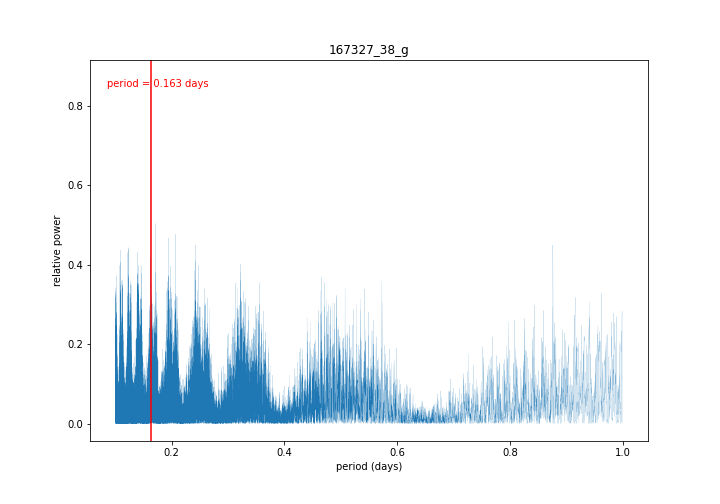 167327_38_g
period = 0.163 days
0.8
0.6
0.4
0.2
0.0
relative power
0.2 0.4 0.6 0.8 1.0
period (days)